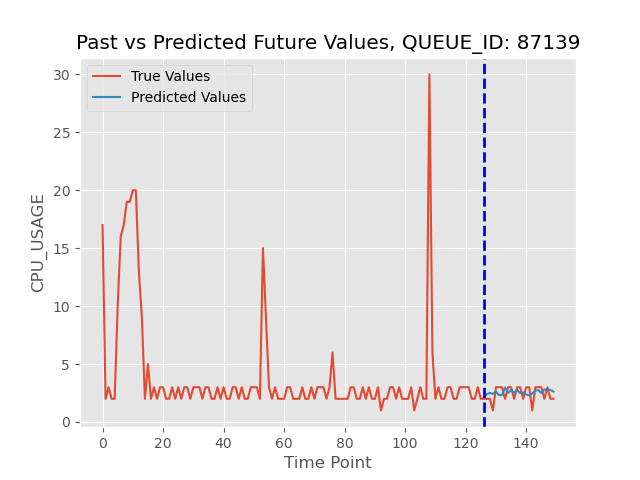 Past vs Predicted Future Values, QUEUE_ID: 87139
True Values
Predicted Values
30
25
20
15
10
5
0
CPU_USAGE
0 20 40 60 80 100 120 140
Time Point